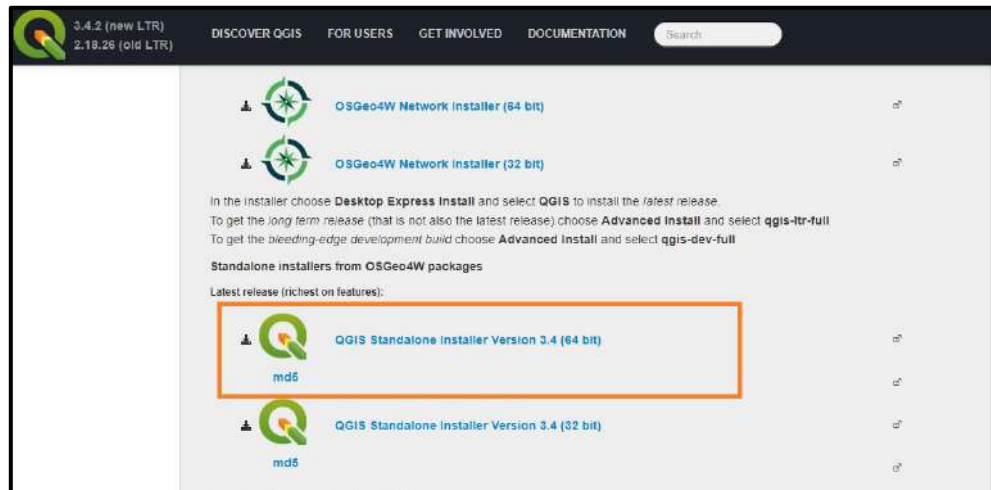 3.4.2 (new LTR)
2.18.26 (old LTR)
DISCOVER QGIS FOR USERS GET INVOLVED DOCUMENTATION Search
OSGeo4W Network Installer (64 bit)
OSGeo4W Network Installer (32 bit)
In the installer choose Desktop Express Install and select QGIS to install the latest release.
To get the long term release (that is not also the latest release) choose Advanced Install and select qgis-ltr-full
To get the bleeding-edge development build choose Advanced Install and select qgis-dev-full
Standalone installers from OSGeo4W packages
Latest release (richest on features):
QGIS Standalone Installer Version 3.4 (64 bit)
md5
QGIS Standalone Installer Version 3.4 (32 bit)
md5